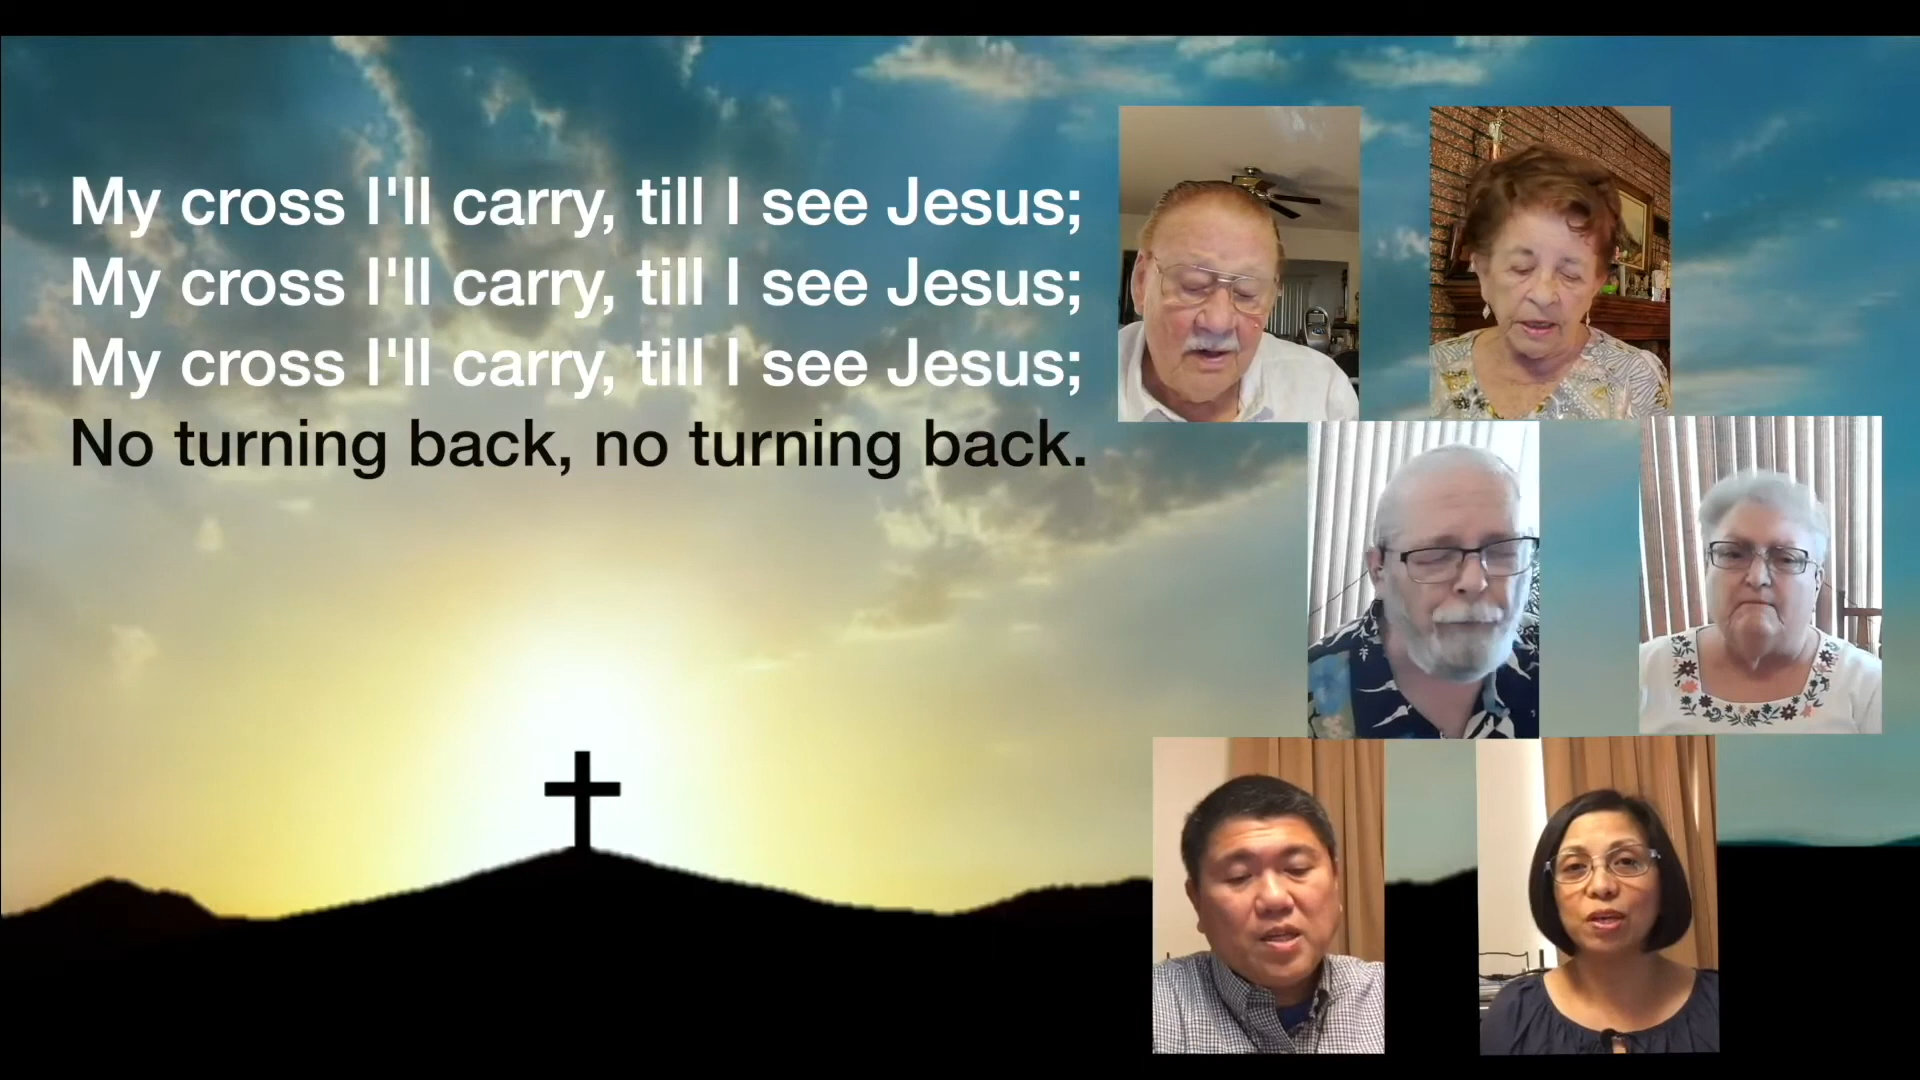 My cross I'll carry, till I see Jesus;
My cross I'll carry, till I see Jesus;
My cross I'll carry, till I see Jesus;
No turning back, no turning back.